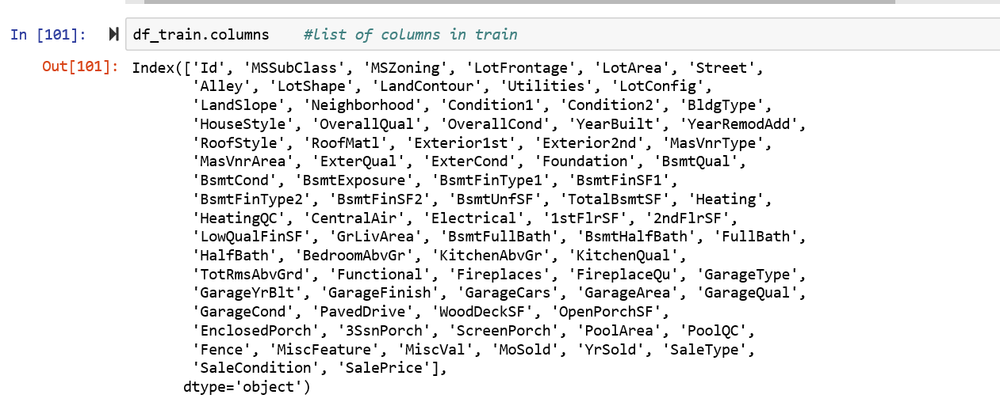 In [101]: df_train.columns    #list of columns in train
Out[101]: Index(['Id', 'MSSubClass', 'MSZoning', 'LotFrontage', 'LotArea', 'Street',
'Alley', 'LotShape', 'LandContour', 'Utilities', 'LotConfig',
'LandSlope', 'Neighborhood', 'Condition1', 'Condition2', 'BldgType',
'HouseStyle', 'OverallQual', 'OverallCond', 'YearBuilt', 'YearRemodAdd',
'RoofStyle', 'RoofMatl', 'Exterior1st', 'Exterior2nd', 'MasVnrType',
'MasVnrArea', 'ExterQual', 'ExterCond', 'Foundation', 'BsmtQual',
'BsmtCond', 'BsmtExposure', 'BsmtFinType1', 'BsmtFinSF1',
'BsmtFinType2', 'BsmtFinSF2', 'BsmtUnfSF', 'TotalBsmtSF', 'Heating',
'HeatingQC', 'CentralAir', 'Electrical', '1stFlrSF', '2ndFlrSF',
'LowQualFinSF', 'GrLivArea', 'BsmtFullBath', 'BsmtHalfBath', 'FullBath',
'HalfBath', 'BedroomAbvGr', 'KitchenAbvGr', 'KitchenQual',
'TotRmsAbvGrd', 'Functional', 'Fireplaces', 'FireplaceQu', 'GarageType',
'GarageYrBlt', 'GarageFinish', 'GarageCars', 'GarageArea', 'GarageQual',
'GarageCond', 'PavedDrive', 'WoodDeckSF', 'OpenPorchSF',
'EnclosedPorch', '3SsnPorch', 'ScreenPorch', 'PoolArea', 'PoolQC',
'Fence', 'MiscFeature', 'MiscVal', 'MoSold', 'YrSold', 'SaleType',
'SaleCondition', 'SalePrice'],
dtype='object')